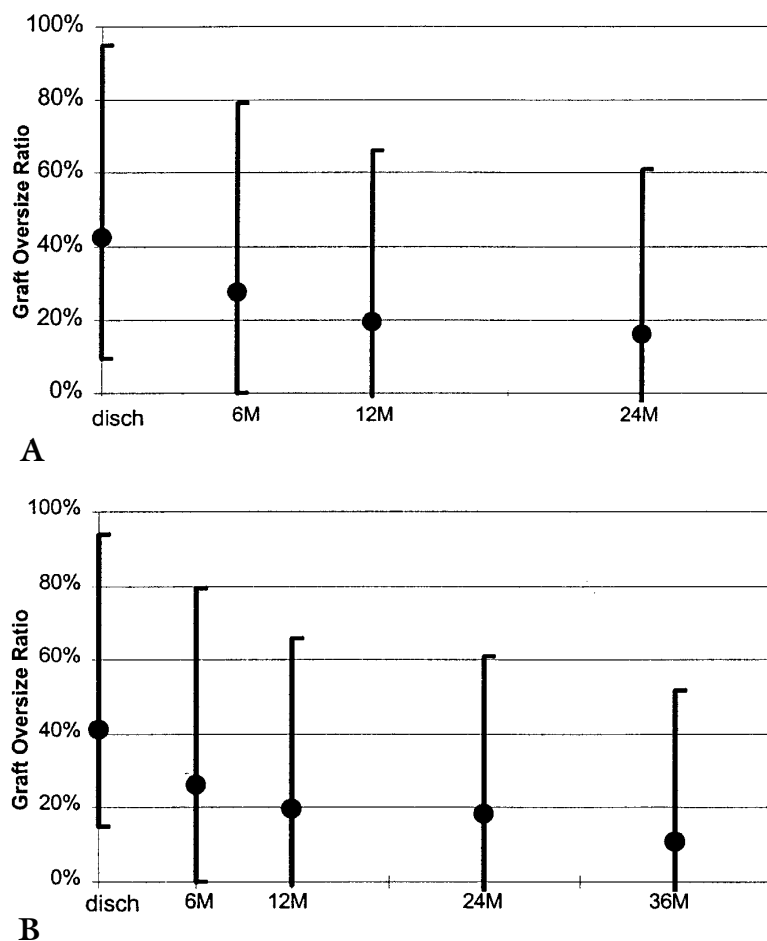 100%
80%
60%
40%
20%
0%
Graft Oversize Ratio
disch 6M 12M 24M
A
100%
80%
60%
40%
20%
0%
Graft Oversize Ratio
disch 6M 12M 24M 36M
B